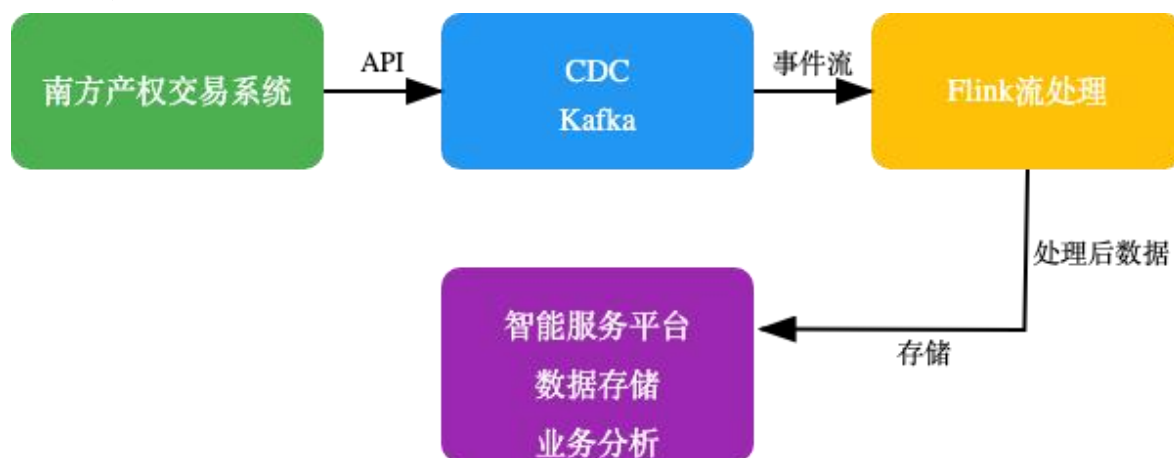 南方产权交易系统
API
CDC
Kafka
事件流
Flink流处理
处理后数据
存储
智能服务平台
数据存储
业务分析